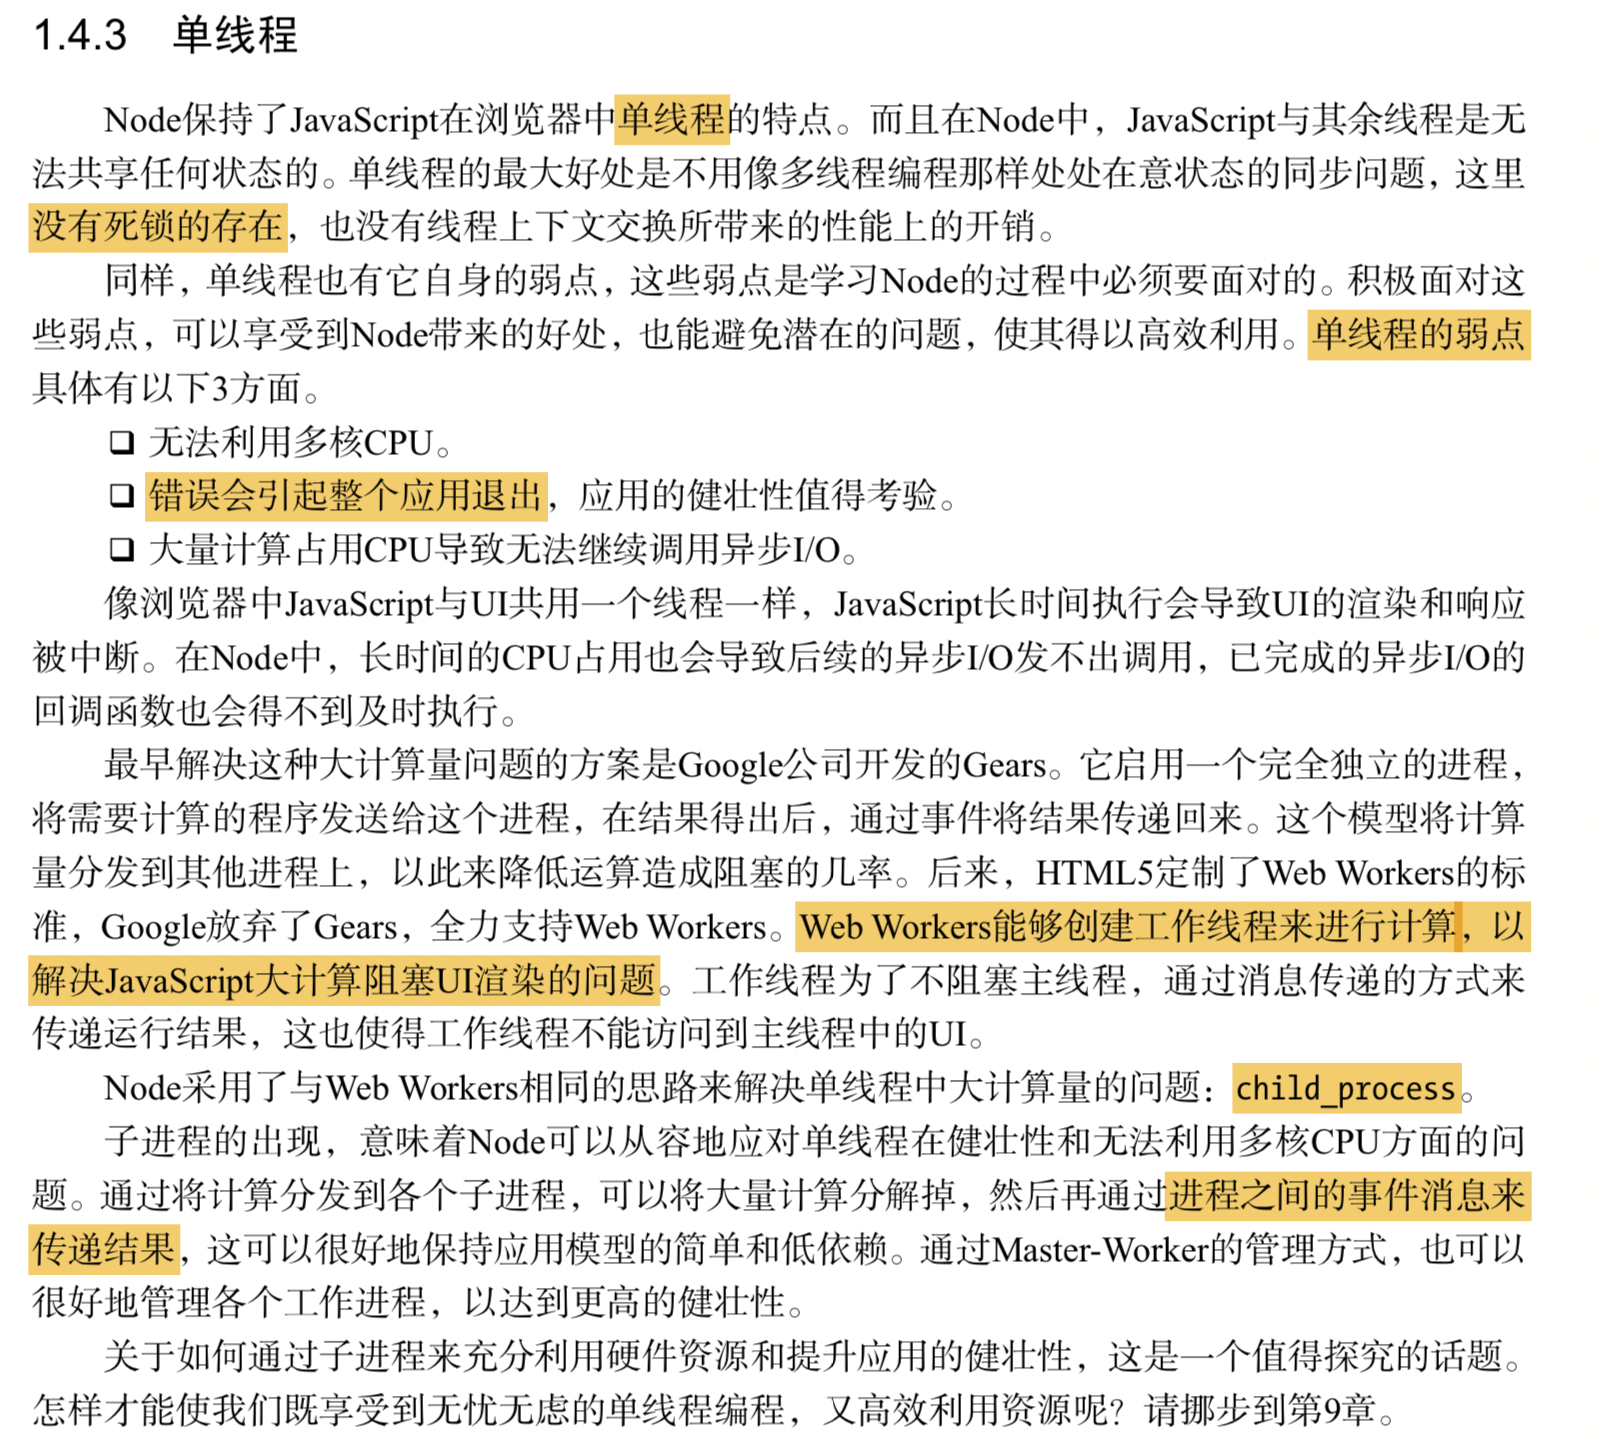 1.4.3 单线程
Node保持了JavaScript在浏览器中单线程的特点。而且在Node中，JavaScript与其余线程是无
法共享任何状态的。单线程的最大好处是不用像多线程编程那样处处在意状态的同步问题，这里
没有死锁的存在，也没有线程上下文交换所带来的性能上的开销。
同样，单线程也有它自身的弱点，这些弱点是学习Node的过程中必须要面对的。积极面对这
些弱点，可以享受到Node带来的好处，也能避免潜在的问题，使其得以高效利用。单线程的弱点
具体有以下3方面。
❑ 无法利用多核CPU。
❑ 错误会引起整个应用退出，应用的健壮性值得考验。
❑ 大量计算占用CPU导致无法继续调用异步I/O。
像浏览器中JavaScript与UI共用一个线程一样，JavaScript长时间执行会导致UI的渲染和响应
被中断。在Node中，长时间的CPU占用也会导致后续的异步I/O发不出调用，已完成的异步I/O的
回调函数也会得不到及时执行。
最早解决这种大计算量问题的方案是Google公司开发的Gears。它启用一个完全独立的进程，
将需要计算的程序发送给这个进程，在结果得出后，通过事件将结果传递回来。这个模型将计算
量分发到其他进程上，以此来降低运算造成阻塞的几率。后来，HTML5定制了Web Workers的标
准，Google放弃了Gears，全力支持Web Workers。Web Workers能够创建工作线程来进行计算，以
解决JavaScript大计算阻塞UI渲染的问题。工作线程为了不阻塞主线程，通过消息传递的方式来
传递运行结果，这也使得工作线程不能访问到主线程中的UI。
Node采用了与Web Workers相同的思路来解决单线程中大计算量的问题：child_process。
子进程的出现，意味着Node可以从容地应对单线程在健壮性和无法利用多核CPU方面的问
题。通过将计算分发到各个子进程，可以将大量计算分解掉，然后再通过进程之间的事件消息来
传递结果，这可以很好地保持应用模型的简单和低依赖。通过Master-Worker的管理方式，也可以
很好地管理各个工作进程，以达到更高的健壮性。
关于如何通过子进程来充分利用硬件资源和提升应用的健壮性，这是一个值得探究的话题。
怎样才能使我们既享受到无忧无虑的单线程编程，又高效利用资源呢？请挪步到第9章。